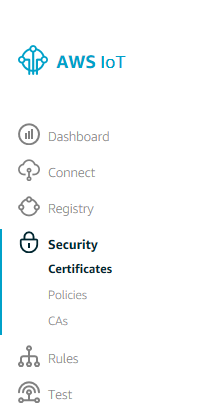 AWS IoT
Dashboard
Connect
Registry
Security
Certificates
Policies
CAs
Rules
Test